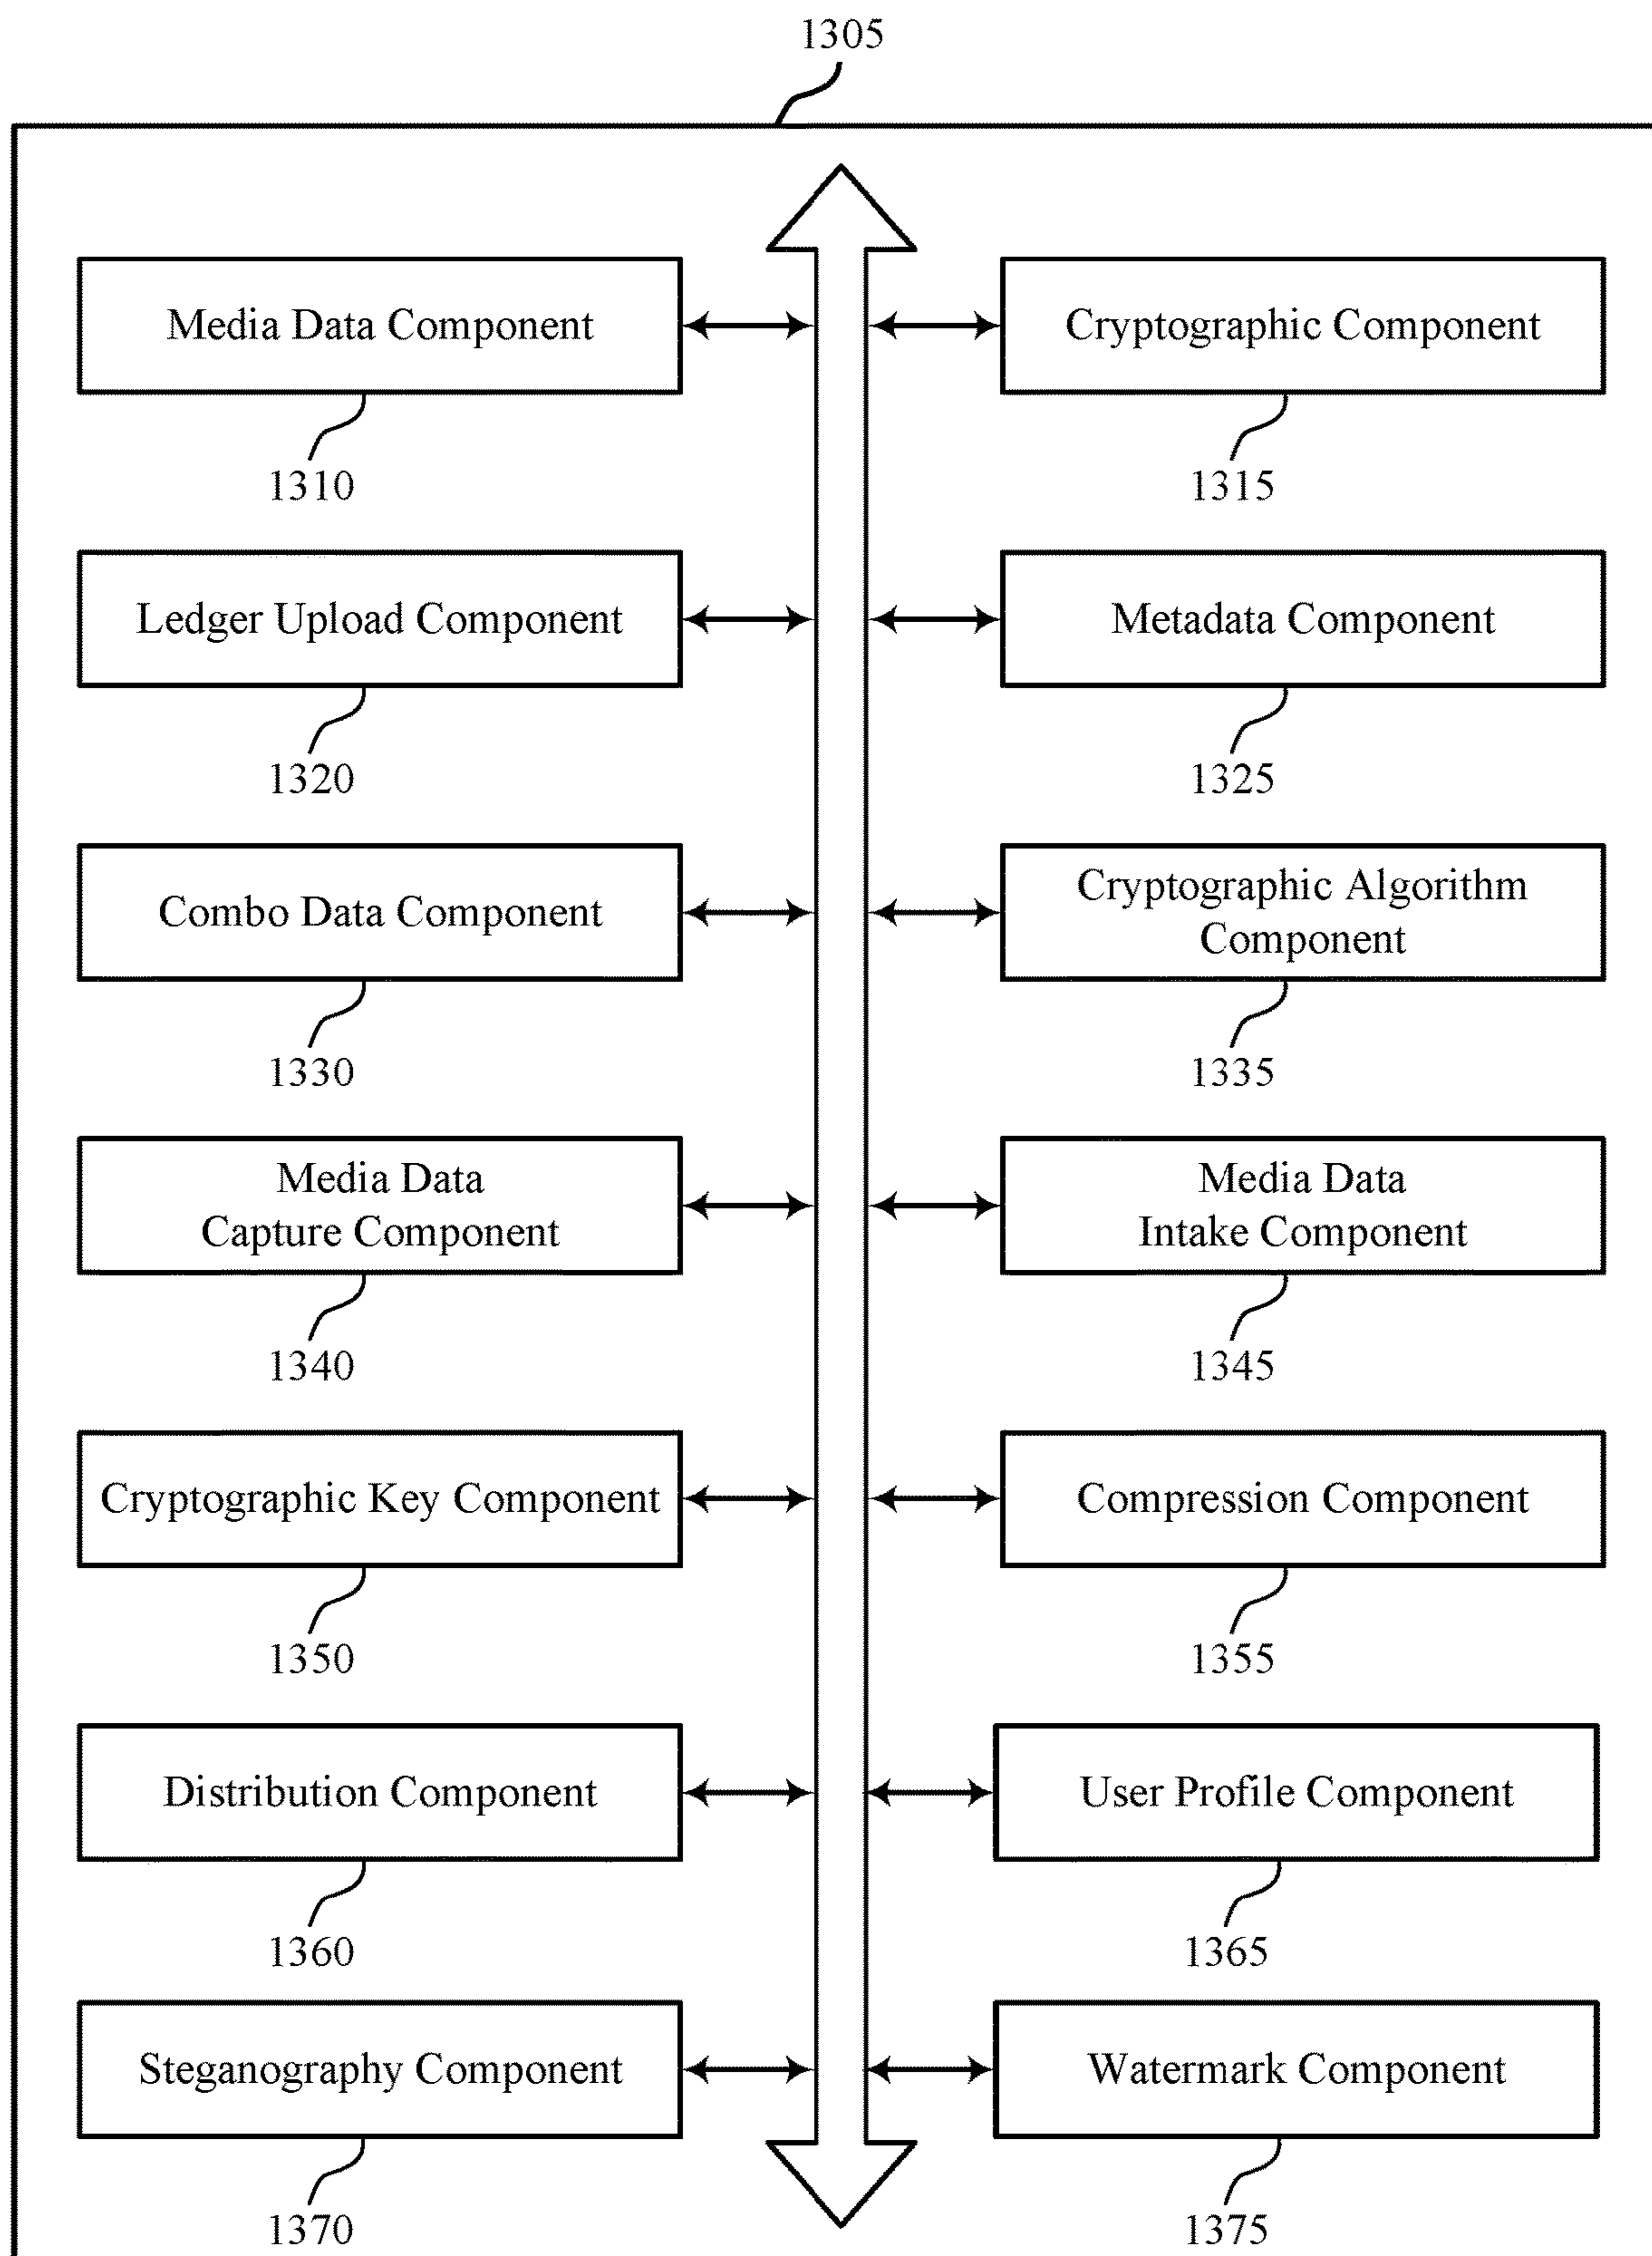 1305
Media Data Component
Cryptographic Component
1310
1315
Ledger Upload Component
Metadata Component
1320
1325
Combo Data Component
Cryptographic Algorithm
Component
1330
1335
Media Data
Capture Component
Media Data
Intake Component
1340
1345
Cryptographic Key Component
Compression Component
1350
1355
Distribution Component
User Profile Component
1360
1365
Steganography Component
Watermark Component
1370
1375